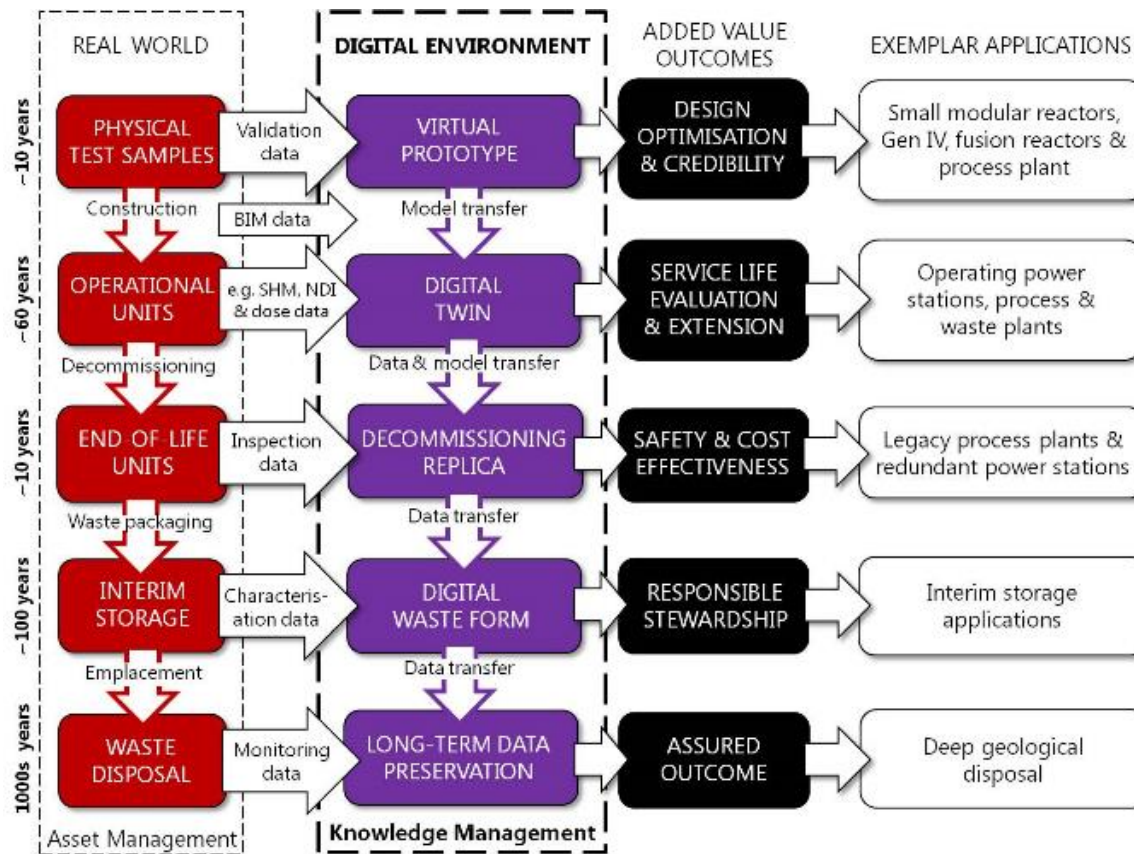 REAL WORLD
DIGITAL ENVIRONMENT
ADDED VALUE
OUTCOMES
EXEMPLAR APPLICATIONS
~10 years
PHYSICAL
TEST SAMPLES
Validation
data
VIRTUAL
PROTOTYPE
DESIGN
OPTIMISATION
& CREDIBILITY
Small modular reactors,
Gen IV, fusion reactors &
process plant
Construction
BIM data
Model transfer
~60 years
OPERATIONAL
UNITS
e.g. SHM, NDI
& dose data
DIGITAL
TWIN
SERVICE LIFE
EVALUATION
& EXTENSION
Operating power
stations, process &
waste plants
Decommissioning
Data & model transfer
~10 years
END-OF-LIFE
UNITS
Inspection
data
DECOMMISSIONING
REPLICA
SAFETY & COST
EFFECTIVENESS
Legacy process plants &
redundant power stations
Waste packaging
Data transfer
~100 years
INTERIM
STORAGE
Characteris-
ation data
DIGITAL
WASTE FORM
RESPONSIBLE
STEWARDSHIP
Interim storage
applications
Emplacement
Data transfer
1000s years
WASTE
DISPOSAL
Monitoring
data
LONG-TERM DATA
PRESERVATION
ASSURED
OUTCOME
Deep geological
disposal
Asset Management
Knowledge Management